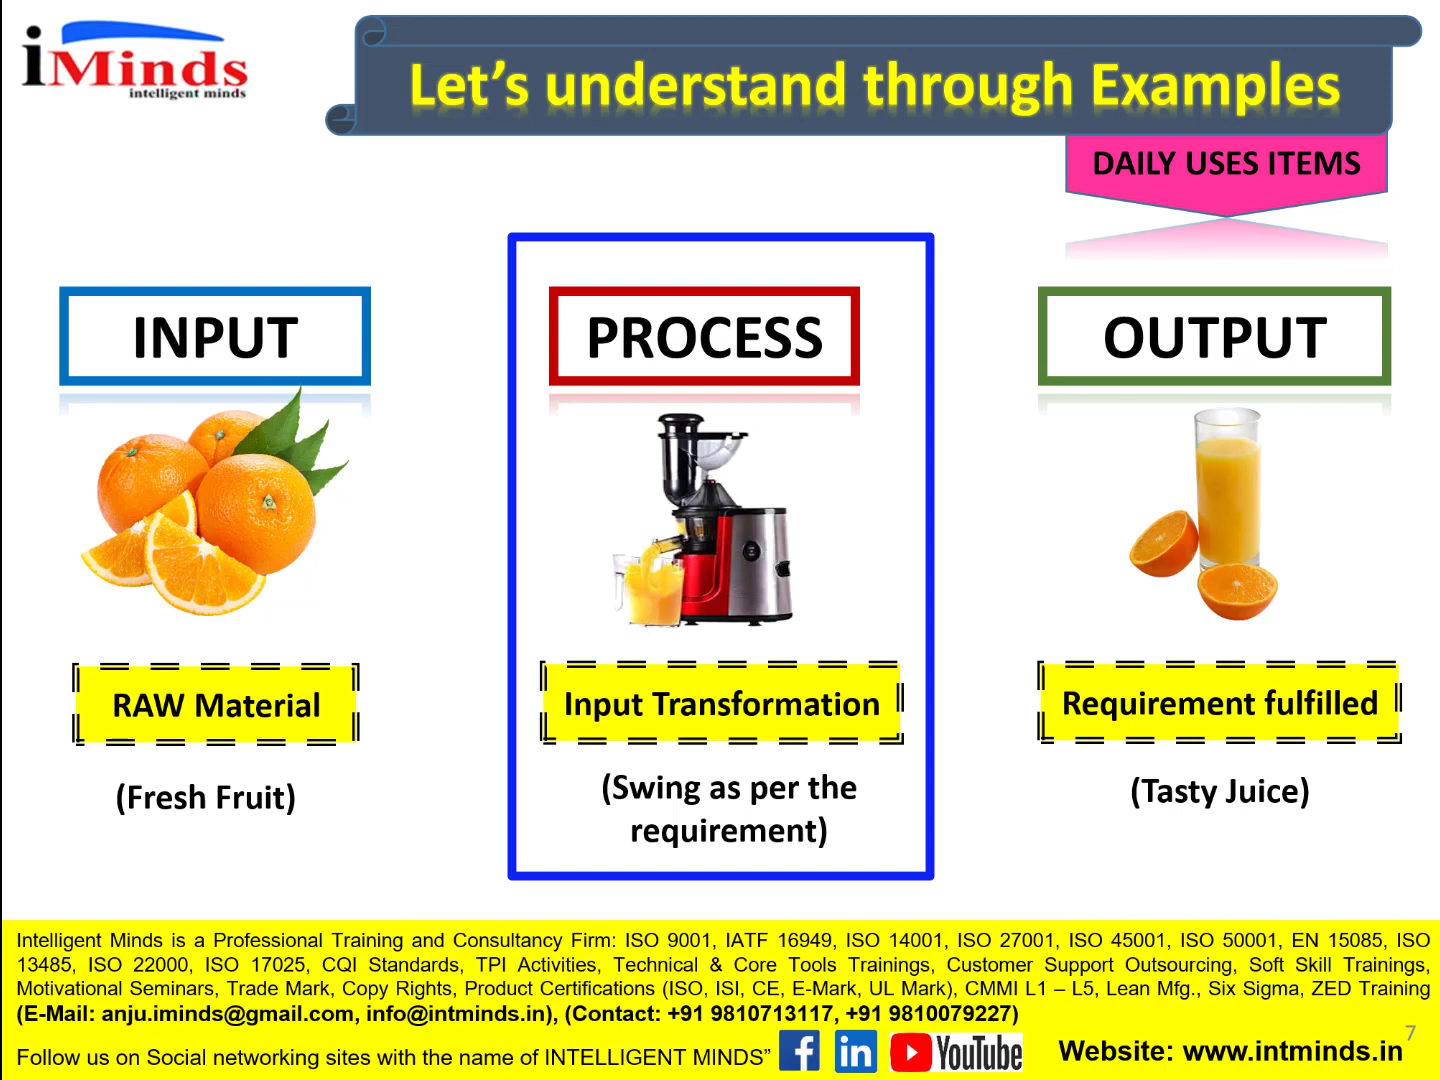 iMinds
intelligent minds
Let's understand through Examples
DAILY USES ITEMS
INPUT
PROCESS
OUTPUT
RAW Material
Input Transformation
Requirement fulfilled
(Fresh Fruit)
(Swing as per the
requirement)
(Tasty Juice)
Intelligent Minds is a Professional Training and Consultancy Firm: ISO 9001, IATF 16949, ISO 14001, ISO 27001, ISO 45001, ISO 50001, EN 15085, ISO
13485, ISO 22000, ISO 17025, CQI Standards, TPI Activities, Technical & Core Tools Trainings, Customer Support Outsourcing, Soft Skill Trainings,
Motivational Seminars, Trade Mark, Copy Rights, Product Certifications (ISO, ISI, CE, E-Mark, UL Mark), CMMI L1 – L5, Lean Mfg., Six Sigma, ZED Training
(E-Mail: anju.iminds@gmail.com, info@intminds.in), (Contact: +91 9810713117, +91 9810079227)
Follow us on Social networking sites with the name of INTELLIGENT MINDS” f in YouTube Website: www.intminds.in
7